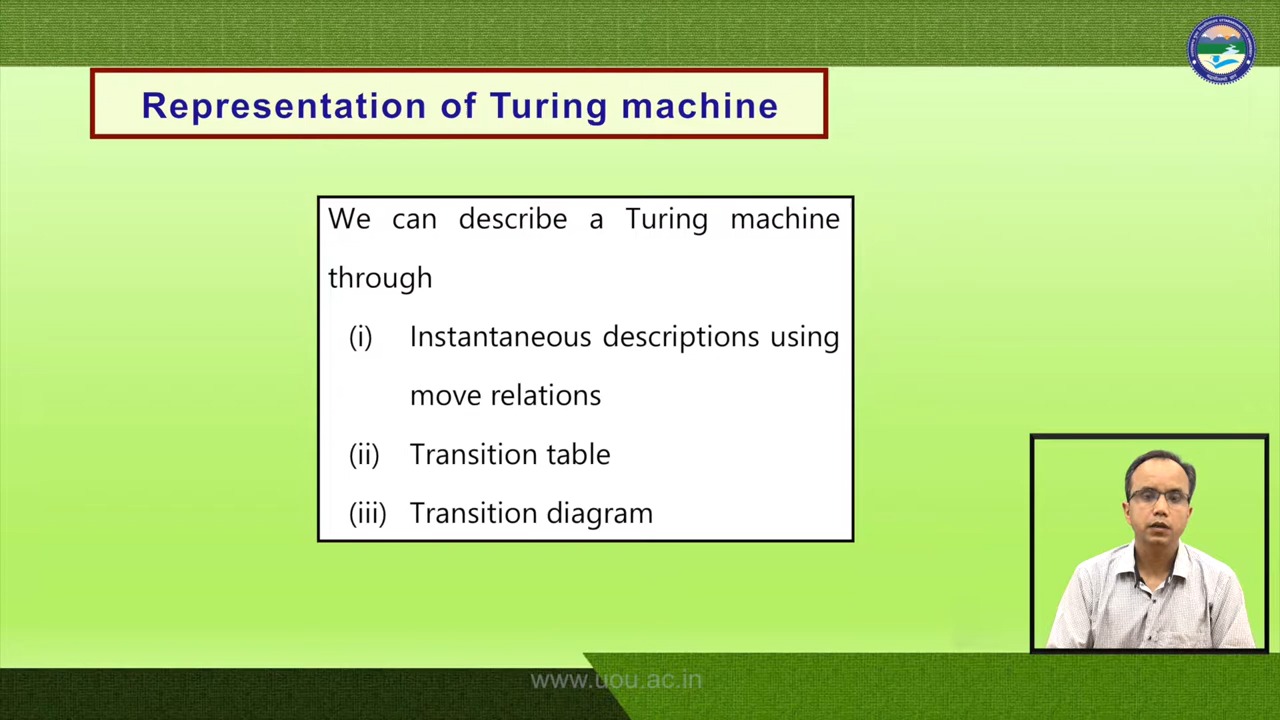 Representation of Turing machine
We can describe a Turing machine
through
(i) Instantaneous descriptions using
move relations
(ii) Transition table
(iii) Transition diagram
www.uou.ac.in